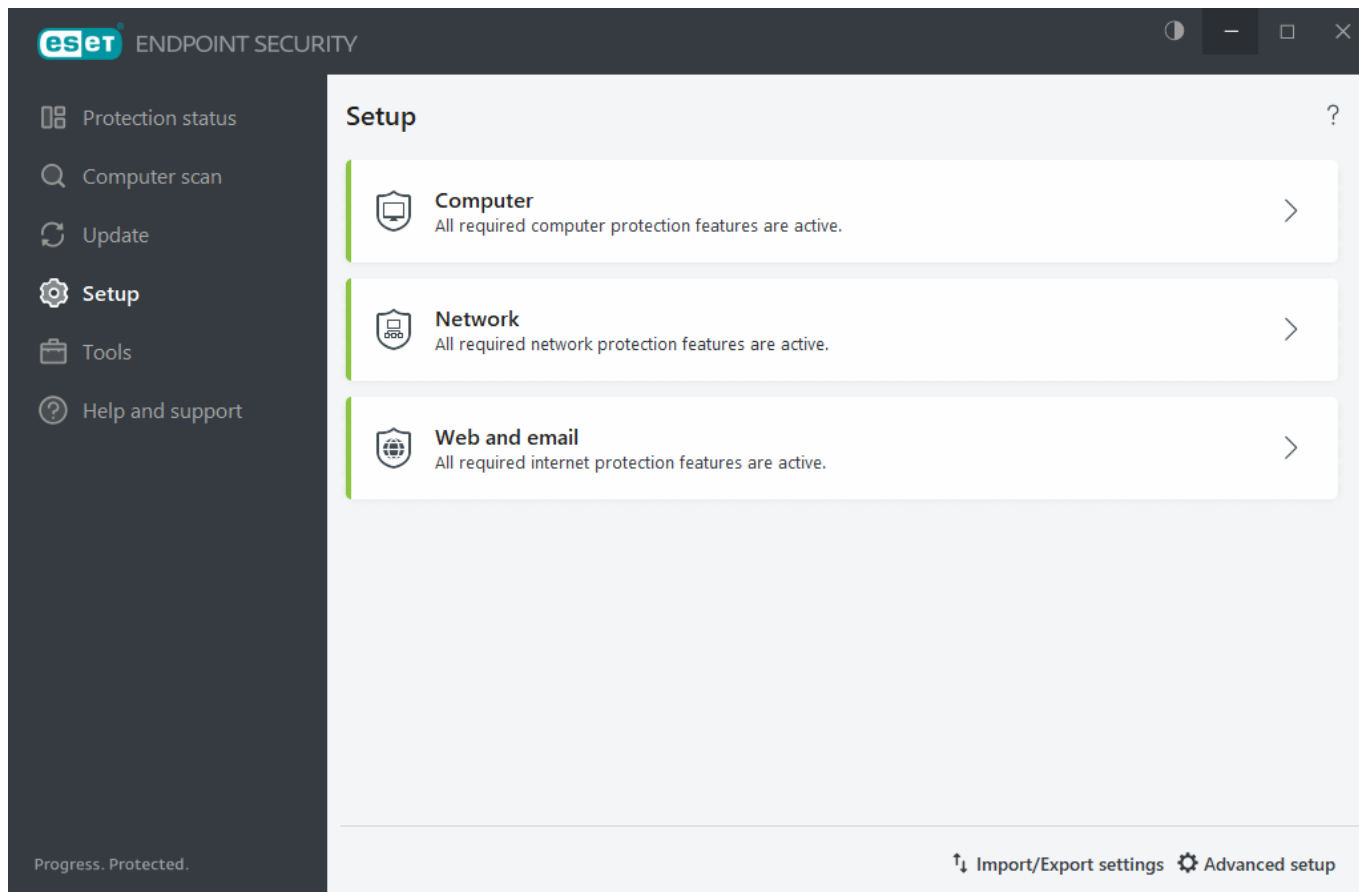 eset ENDPOINT SECURITY
Protection status
Computer scan
Update
Setup
Tools
Help and support
Progress. Protected.
Setup
?
Computer
All required computer protection features are active.
Network
All required network protection features are active.
Web and email
All required internet protection features are active.
Import/Export settings Advanced setup